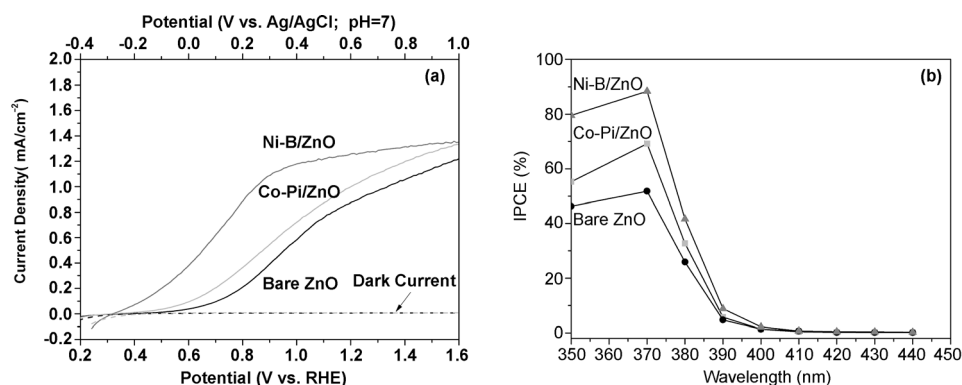 Potential (V vs. Ag/AgCl; pH=7)
-0.4 -0.2 0.0 0.2 0.4 0.6 0.8 1.0
2.0
1.8
1.6
1.4
1.2
1.0
0.8
0.6
0.4
0.2
0.0
-0.2
Current Density( mA/cm⁻²)
(a)
Ni-B/ZnO
Co-Pi/ZnO
Bare ZnO
Dark Current
0.2 0.4 0.6 0.8 1.0 1.2 1.4 1.6
Potential (V vs. RHE)
100
80
60
40
20
0
IPCE (%)
(b)
Ni-B/ZnO
Co-Pi/ZnO
Bare ZnO
350 360 370 380 390 400 410 420 430 440 450
Wavelength (nm)